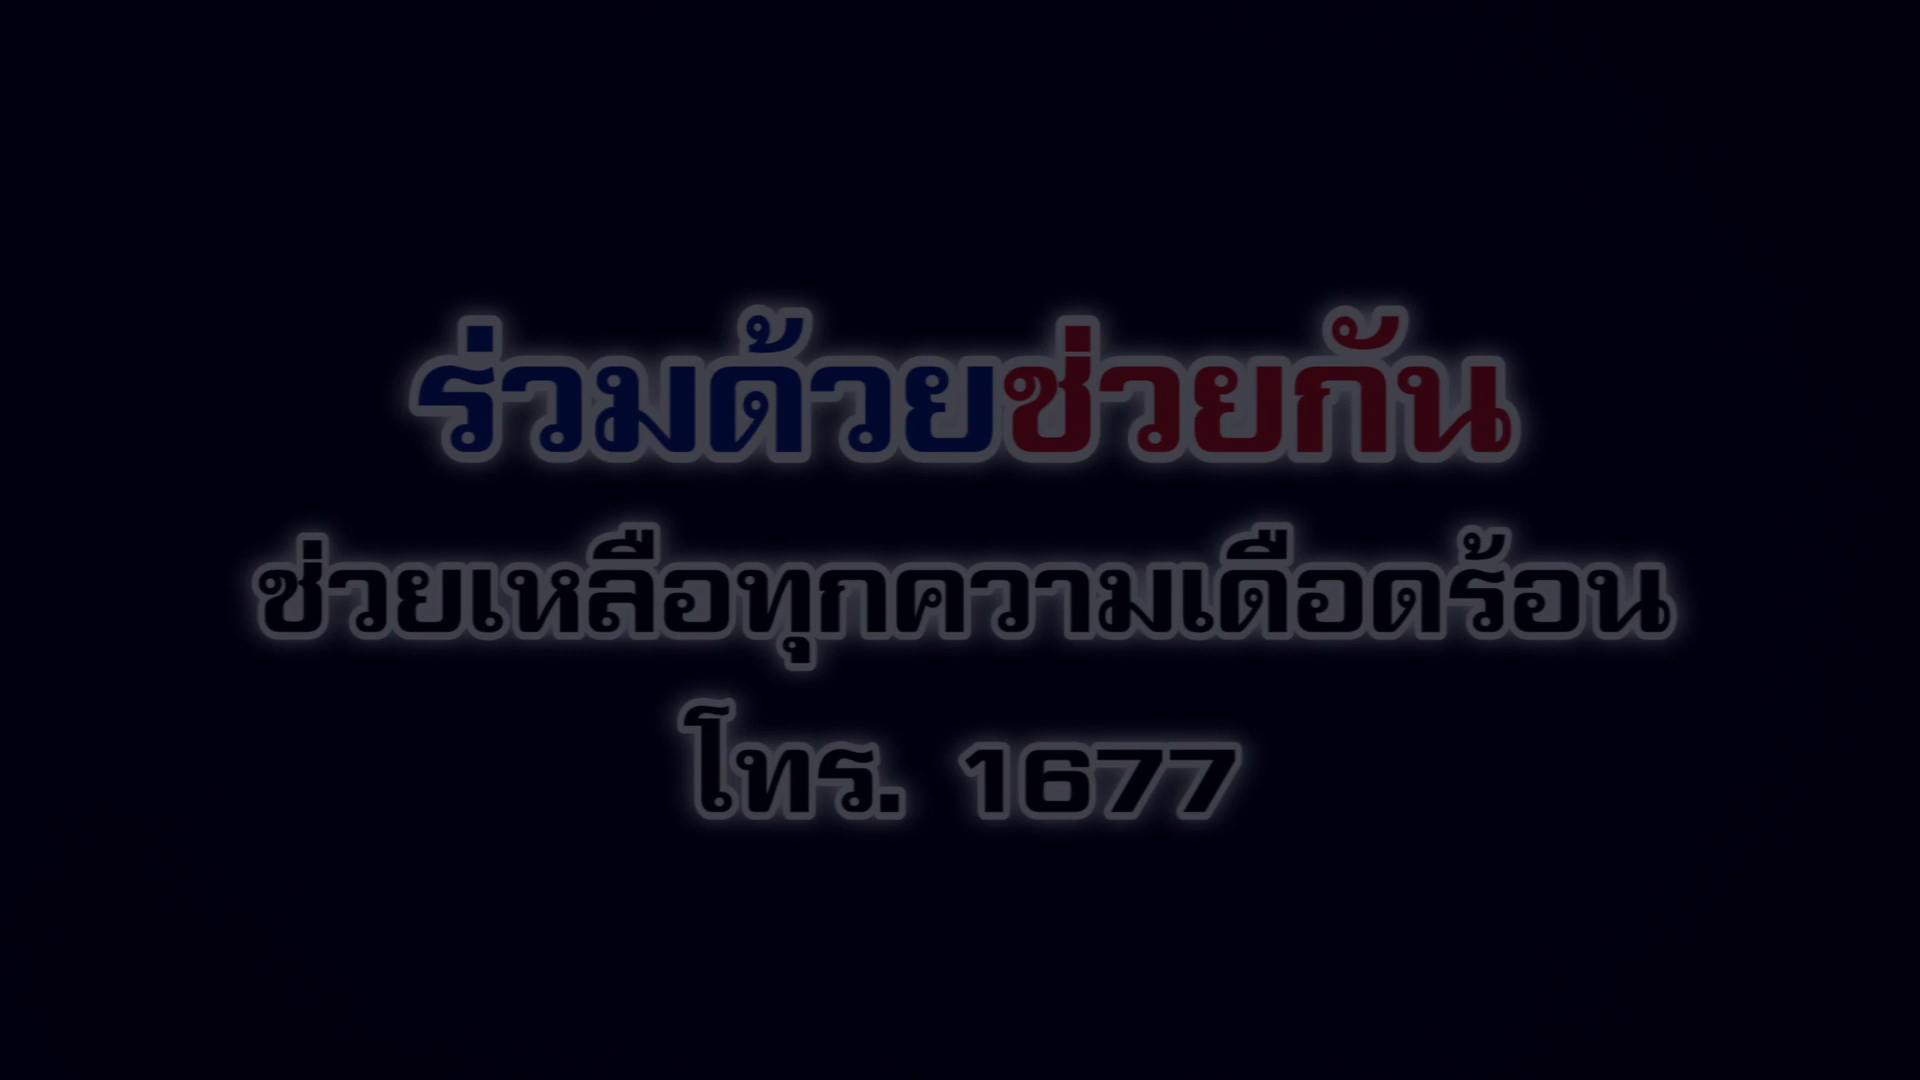 ร่วมด้วยช่วยกัน
ช่วยเหลือทุกความเดือดร้อน
โทร. 1677